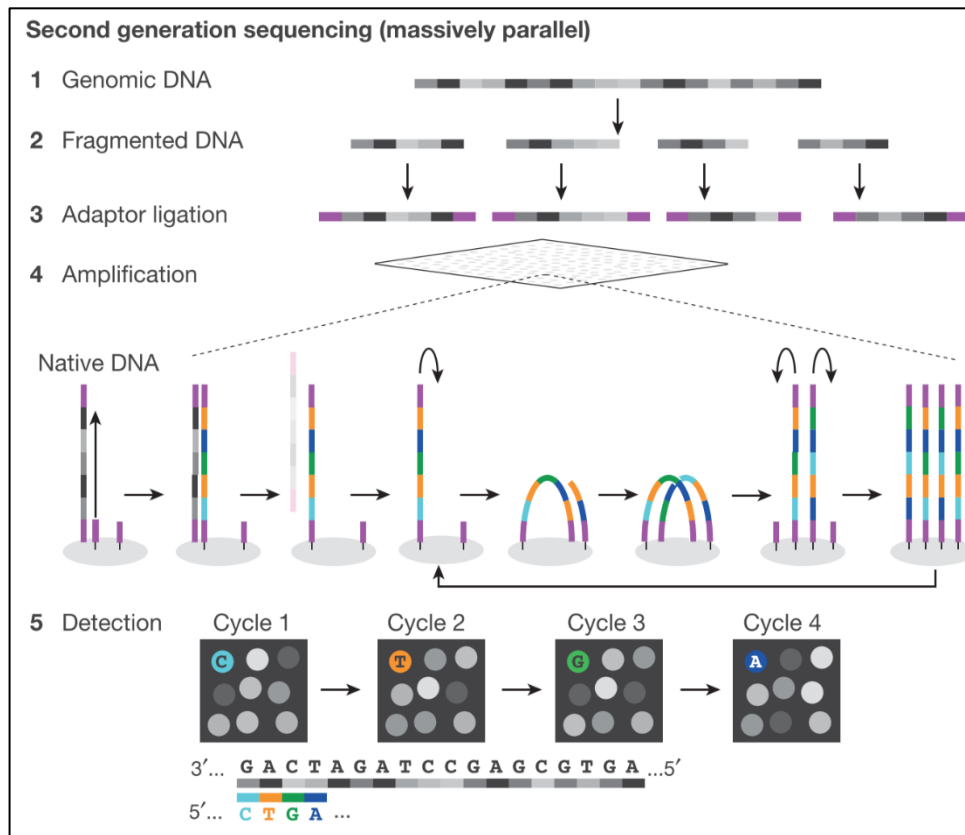 Second generation sequencing (massively parallel)
1 Genomic DNA
2 Fragmented DNA
3 Adaptor ligation
4 Amplification
Native DNA
5 Detection
Cycle 1 Cycle 2 Cycle 3 Cycle 4
C T G A
3′... G A C T A G A T C C G A G C G T G A ...5′
5′... C T G A ...